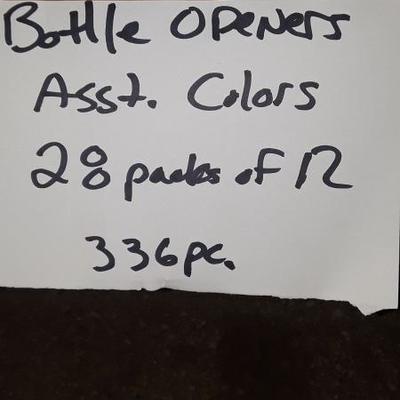 Bottle Openers
Asst. Colors
28 packs of 12
336pc.